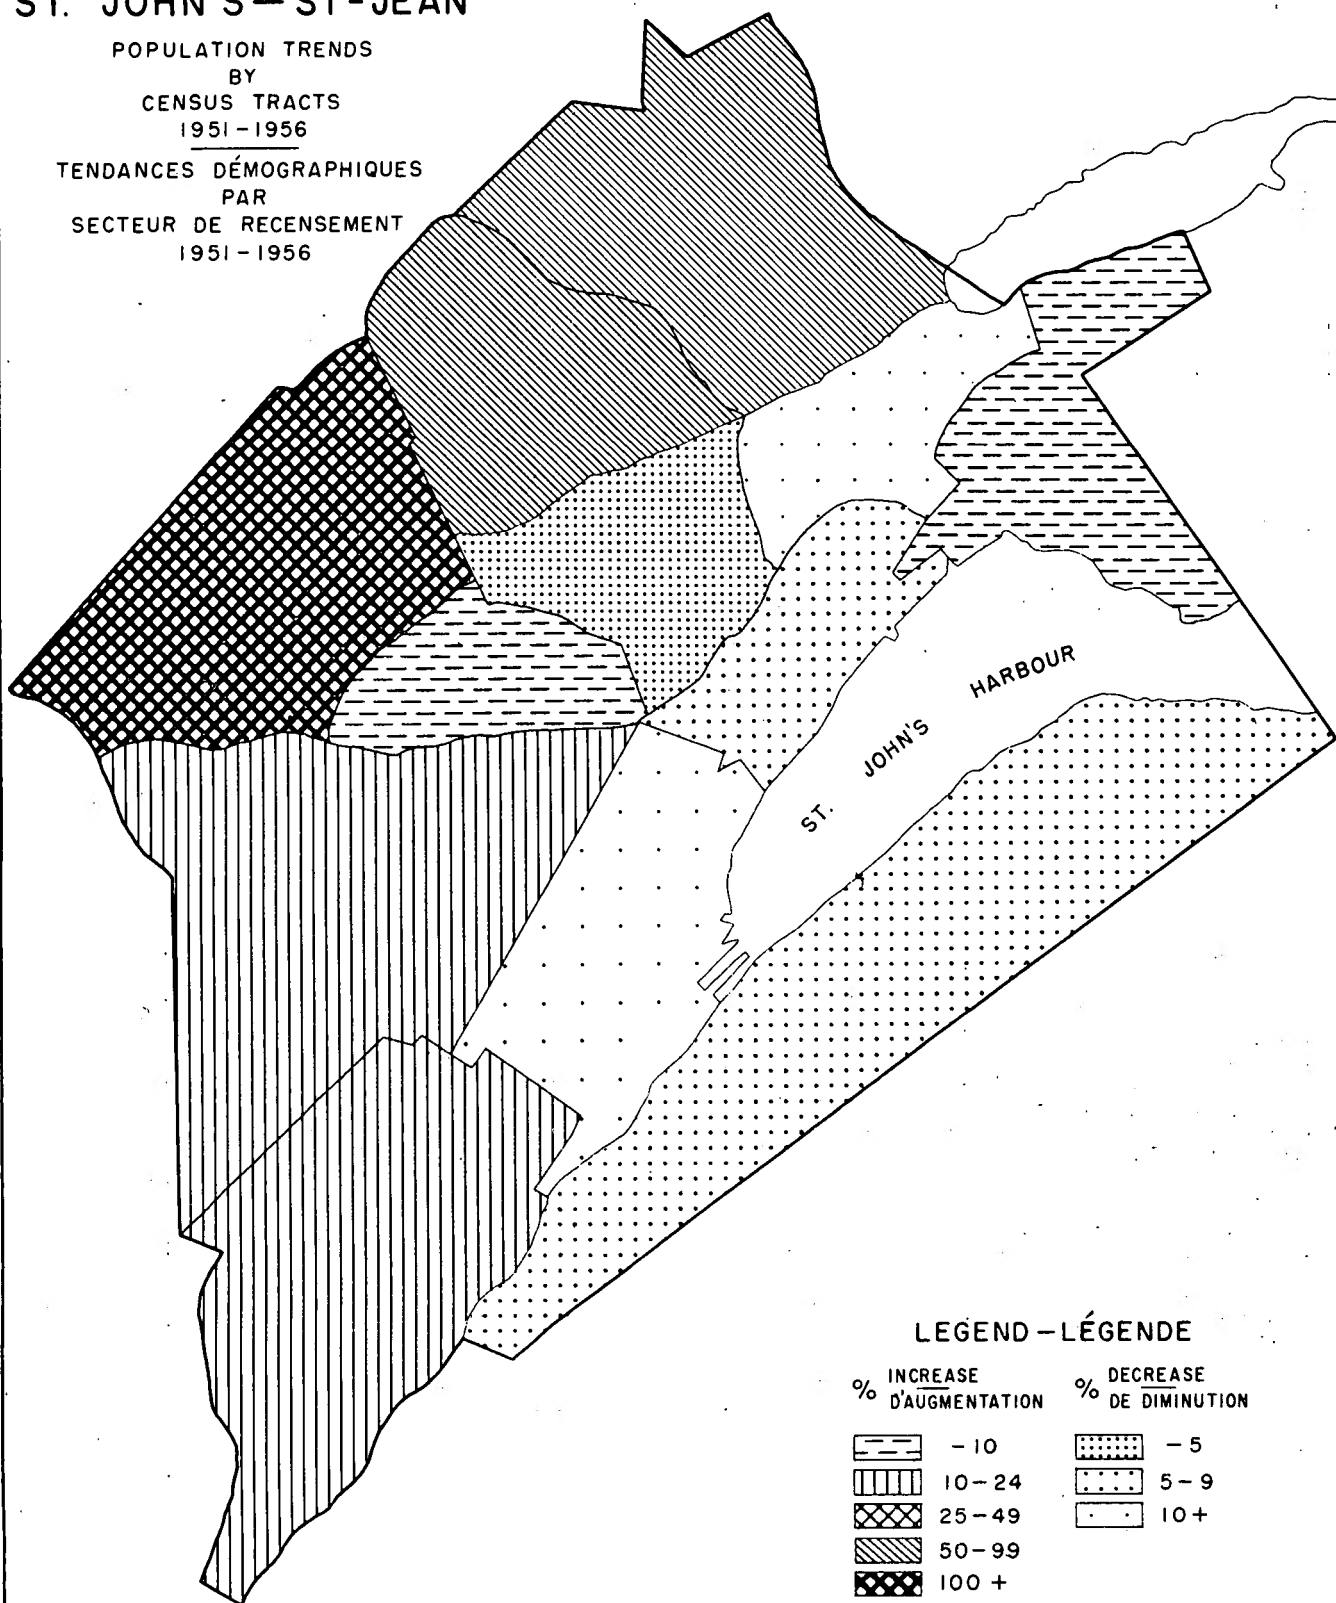 ST. JOHN'S — ST-JEAN
POPULATION TRENDS
BY
CENSUS TRACTS
1951-1956
TENDANCES DÉMOGRAPHIQUES
PAR
SECTEUR DE RECENSEMENT
1951-1956
ST. JOHN'S HARBOUR
LEGEND-LÉGENDE
% INCREASE D'AUGMENTATION
% DECREASE DE DIMINUTION
-10
-5
10-24
5-9
25-49
10+
50-99
100 +